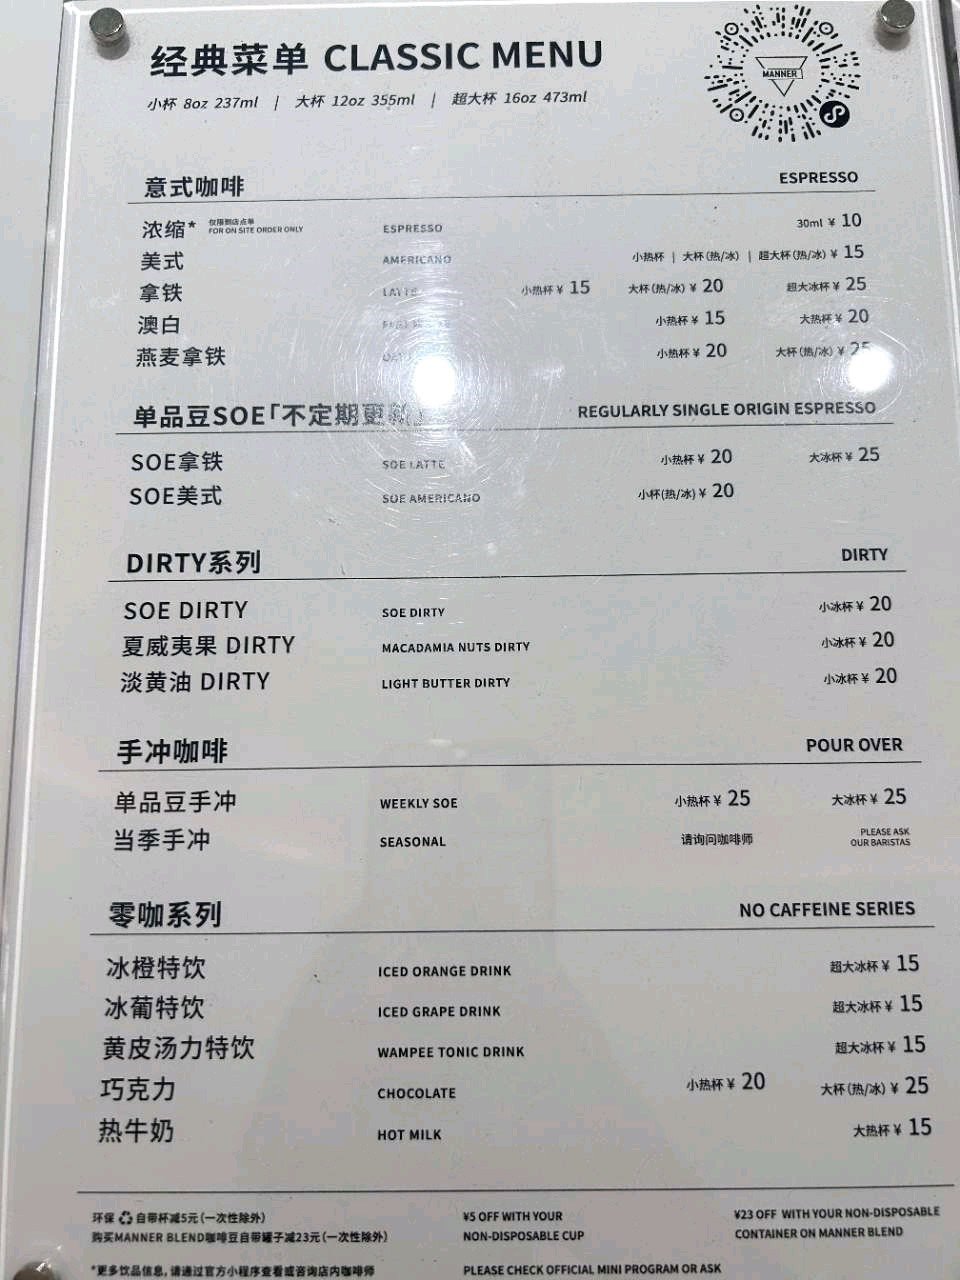 经典菜单 CLASSIC MENU
小杯 8oz 237ml | 大杯 12oz 355ml | 超大杯 16oz 473ml
MANNER
意式咖啡 ESPRESSO
浓缩* 仅限到店点单 FOR ON SITE ORDER ONLY ESPRESSO 30ml ¥ 10
美式 AMERICANO 小热杯 | 大杯(热/冰) | 超大杯(热/冰) ¥ 15
拿铁 LATTE 小热杯 ¥ 15 大杯(热/冰) ¥ 20 超大冰杯 ¥ 25
澳白 小热杯 ¥ 15 大热杯 ¥ 20
燕麦拿铁 小热杯 ¥ 20 大杯(热/冰) ¥ 25
单品豆SOE「不定期更新」 REGULARLY SINGLE ORIGIN ESPRESSO
SOE拿铁 SOE LATTE 小热杯 ¥ 20 大冰杯 ¥ 25
SOE美式 SOE AMERICANO 小杯(热/冰) ¥ 20
DIRTY系列 DIRTY
SOE DIRTY SOE DIRTY 小冰杯 ¥ 20
夏威夷果 DIRTY MACADAMIA NUTS DIRTY 小冰杯 ¥ 20
淡黄油 DIRTY LIGHT BUTTER DIRTY 小冰杯 ¥ 20
手冲咖啡 POUR OVER
单品豆手冲 WEEKLY SOE 小热杯 ¥ 25 大冰杯 ¥ 25
当季手冲 SEASONAL 请询问咖啡师 PLEASE ASK OUR BARISTAS
零咖系列 NO CAFFEINE SERIES
冰橙特饮 ICED ORANGE DRINK 超大冰杯 ¥ 15
冰葡特饮 ICED GRAPE DRINK 超大冰杯 ¥ 15
黄皮汤力特饮 WAMPEE TONIC DRINK 超大冰杯 ¥ 15
巧克力 CHOCOLATE 小热杯 ¥ 20 大杯(热/冰) ¥ 25
热牛奶 HOT MILK 大热杯 ¥ 15
环保 自带杯减5元(一次性除外) ¥5 OFF WITH YOUR ¥23 OFF WITH YOUR NON-DISPOSABLE
购买MANNER BLEND咖啡豆自带罐子减23元(一次性除外) NON-DISPOSABLE CUP CONTAINER ON MANNER BLEND
*更多饮品信息,请通过官方小程序查看或咨询店内咖啡师 PLEASE CHECK OFFICIAL MINI PROGRAM OR ASK